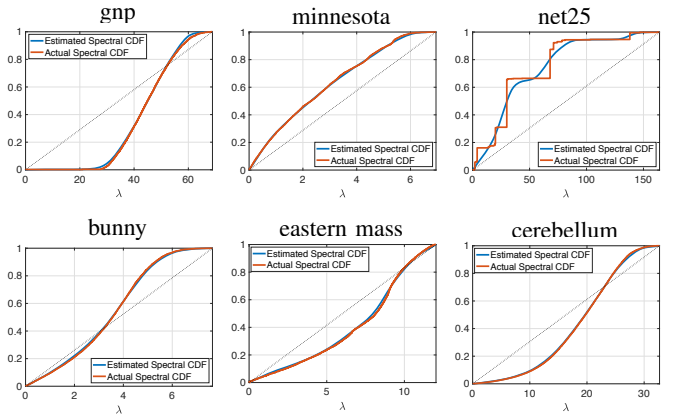 gnp
minnesota
net25
1
0.8
0.6
0.4
0.2
0
Estimated Spectral CDF
Actual Spectral CDF
0 20 40 60
λ
1
0.8
0.6
0.4
0.2
0
Estimated Spectral CDF
Actual Spectral CDF
0 2 4 6
λ
1
0.8
0.6
0.4
0.2
0
Estimated Spectral CDF
Actual Spectral CDF
0 50 100 150
λ
bunny
eastern mass
cerebellum
1
0.8
0.6
0.4
0.2
0
Estimated Spectral CDF
Actual Spectral CDF
0 2 4 6
λ
1
0.8
0.6
0.4
0.2
0
Estimated Spectral CDF
Actual Spectral CDF
0 5 10
λ
1
0.8
0.6
0.4
0.2
0
Estimated Spectral CDF
Actual Spectral CDF
0 10 20 30
λ